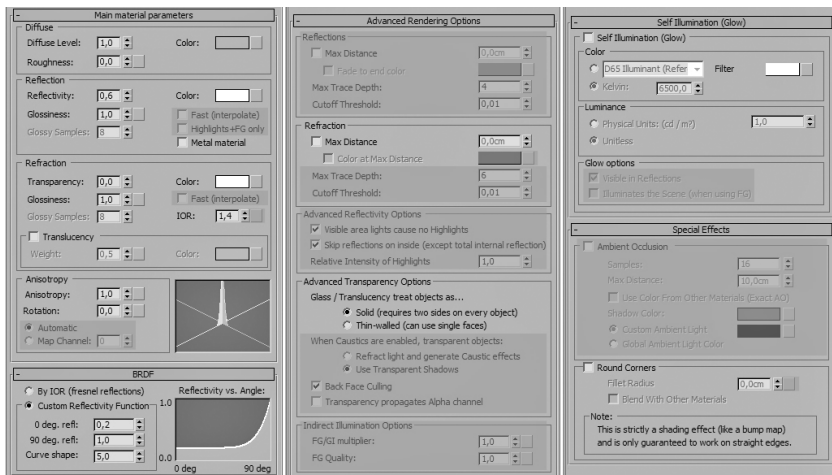 - Main material parameters
Diffuse
Diffuse Level: 1,0 Color:
Roughness: 0,0
Reflection
Reflectivity: 0,6 Color:
Glossiness: 1,0 Fast (interpolate)
Glossy Samples: 8 Highlights+FG only
Metal material
Refraction
Transparency: 0,0 Color:
Glossiness: 1,0 Fast (interpolate)
Glossy Samples: 8 IOR: 1,4
Translucency
Weight: 0,5 Color:
Anisotropy
Anisotropy: 1,0
Rotation: 0,0
Automatic
Map Channel: 0
- BRDF
By IOR (fresnel reflections) Reflectivity vs. Angle:
Custom Reflectivity Function 1.0
0 deg. refl: 0,2
90 deg. refl: 1,0
Curve shape: 5,0 0.0
0 deg 90 deg
- Advanced Rendering Options
Reflections
Max Distance 0,0cm
Fade to end color
Max Trace Depth: 4
Cutoff Threshold: 0,01
Refraction
Max Distance 0,0cm
Color at Max Distance
Max Trace Depth: 6
Cutoff Threshold: 0,01
Advanced Reflectivity Options
Visible area lights cause no Highlights
Skip reflections on inside (except total internal reflection)
Relative Intensity of Highlights 1,0
Advanced Transparency Options
Glass / Translucency treat objects as...
Solid (requires two sides on every object)
Thin-walled (can use single faces)
When Caustics are enabled, transparent objects:
Refract light and generate Caustic effects
Use Transparent Shadows
Back Face Culling
Transparency propagates Alpha channel
Indirect Illumination Options
FG/GI multiplier: 1,0
FG Quality: 1,0
- Self Illumination (Glow)
Self Illumination (Glow)
Color
D65 Illuminant (Refer Filter
Kelvin: 6500,0
Luminance
Physical Units: (cd / m²) 1,0
Unitless
Glow options
Visible in Reflections
Illuminates the Scene (when using FG)
- Special Effects
Ambient Occlusion
Samples: 16
Max Distance: 10,0cm
Use Color From Other Materials (Exact AO)
Shadow Color:
Custom Ambient Light
Global Ambient Light Color
Round Corners
Fillet Radius 0,0cm
Blend With Other Materials
Note:
This is strictly a shading effect (like a bump map)
and is only guaranteed to work on straight edges.